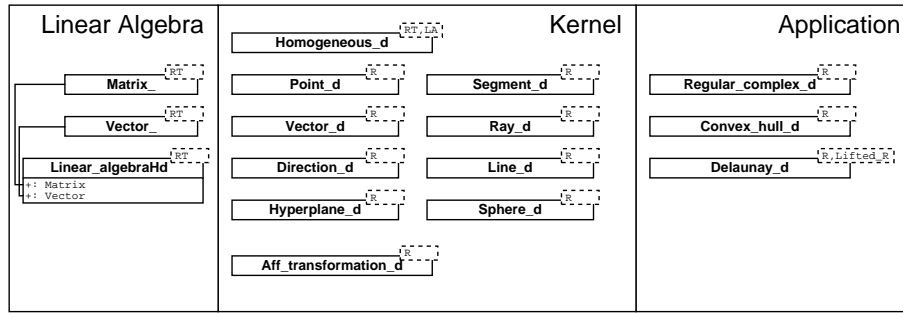 Linear Algebra
RT
Matrix_
RT
Vector_
RT
Linear_algebraHd
+: Matrix
+: Vector
Kernel
RT,LA
Homogeneous_d
R
Point_d
R
Segment_d
R
Vector_d
R
Ray_d
R
Direction_d
R
Line_d
R
Hyperplane_d
R
Sphere_d
R
Aff_transformation_d
Application
R
Regular_complex_d
R
Convex_hull_d
R,Lifted_R
Delaunay_d